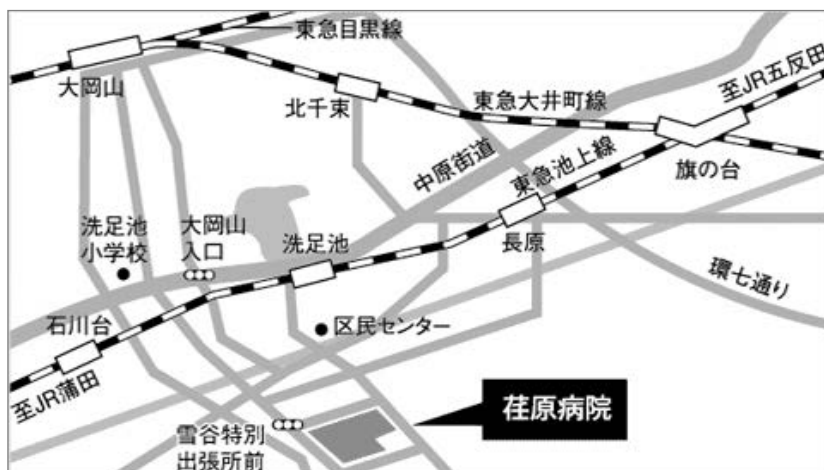 東急目黒線
大岡山
北千束
東急大井町線
至JR五反田
中原街道
東急池上線
旗の台
洗足池
小学校
大岡山
入口
洗足池
長原
環七通り
石川台
区民センター
至JR蒲田
荏原病院
雪谷特別
出張所前